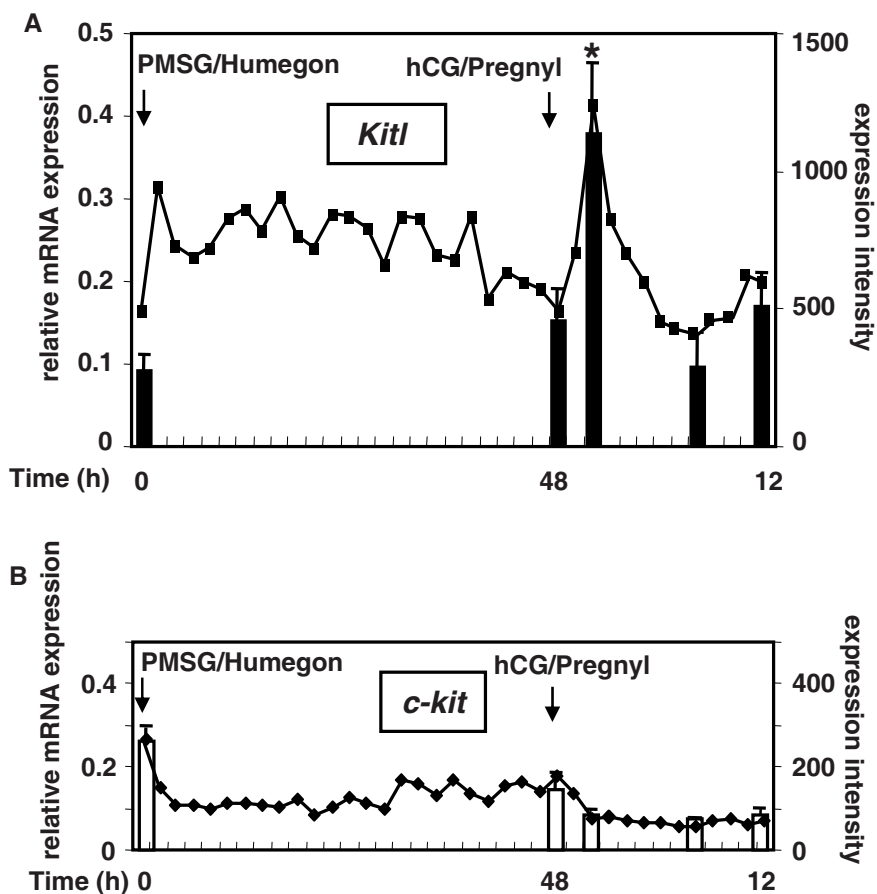 A
PMSG/Humegon
hCG/Pregnyl
*
Kitl
relative mRNA expression
0.5
0.4
0.3
0.2
0.1
0
expression intensity
1500
1000
500
0
Time (h) 0 48 12
B
PMSG/Humegon
hCG/Pregnyl
c-kit
relative mRNA expression
0.4
0.2
0
expression intensity
400
200
0
Time (h) 0 48 12